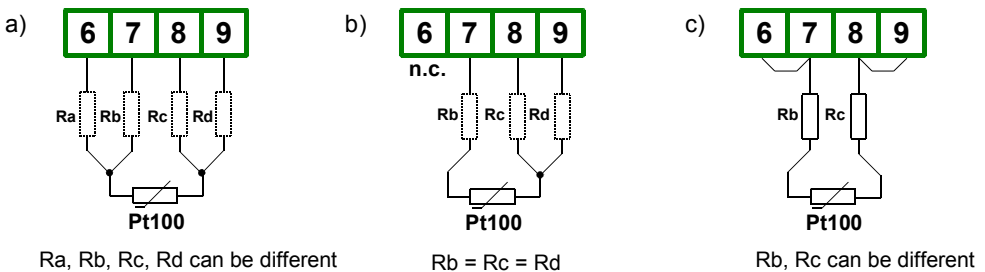 a)
6 7 8 9
Ra Rb Rc Rd
Pt100
Ra, Rb, Rc, Rd can be different
b)
6 7 8 9
n.c.
Rb Rc Rd
Pt100
Rb = Rc = Rd
c)
6 7 8 9
Rb Rc
Pt100
Rb, Rc can be different